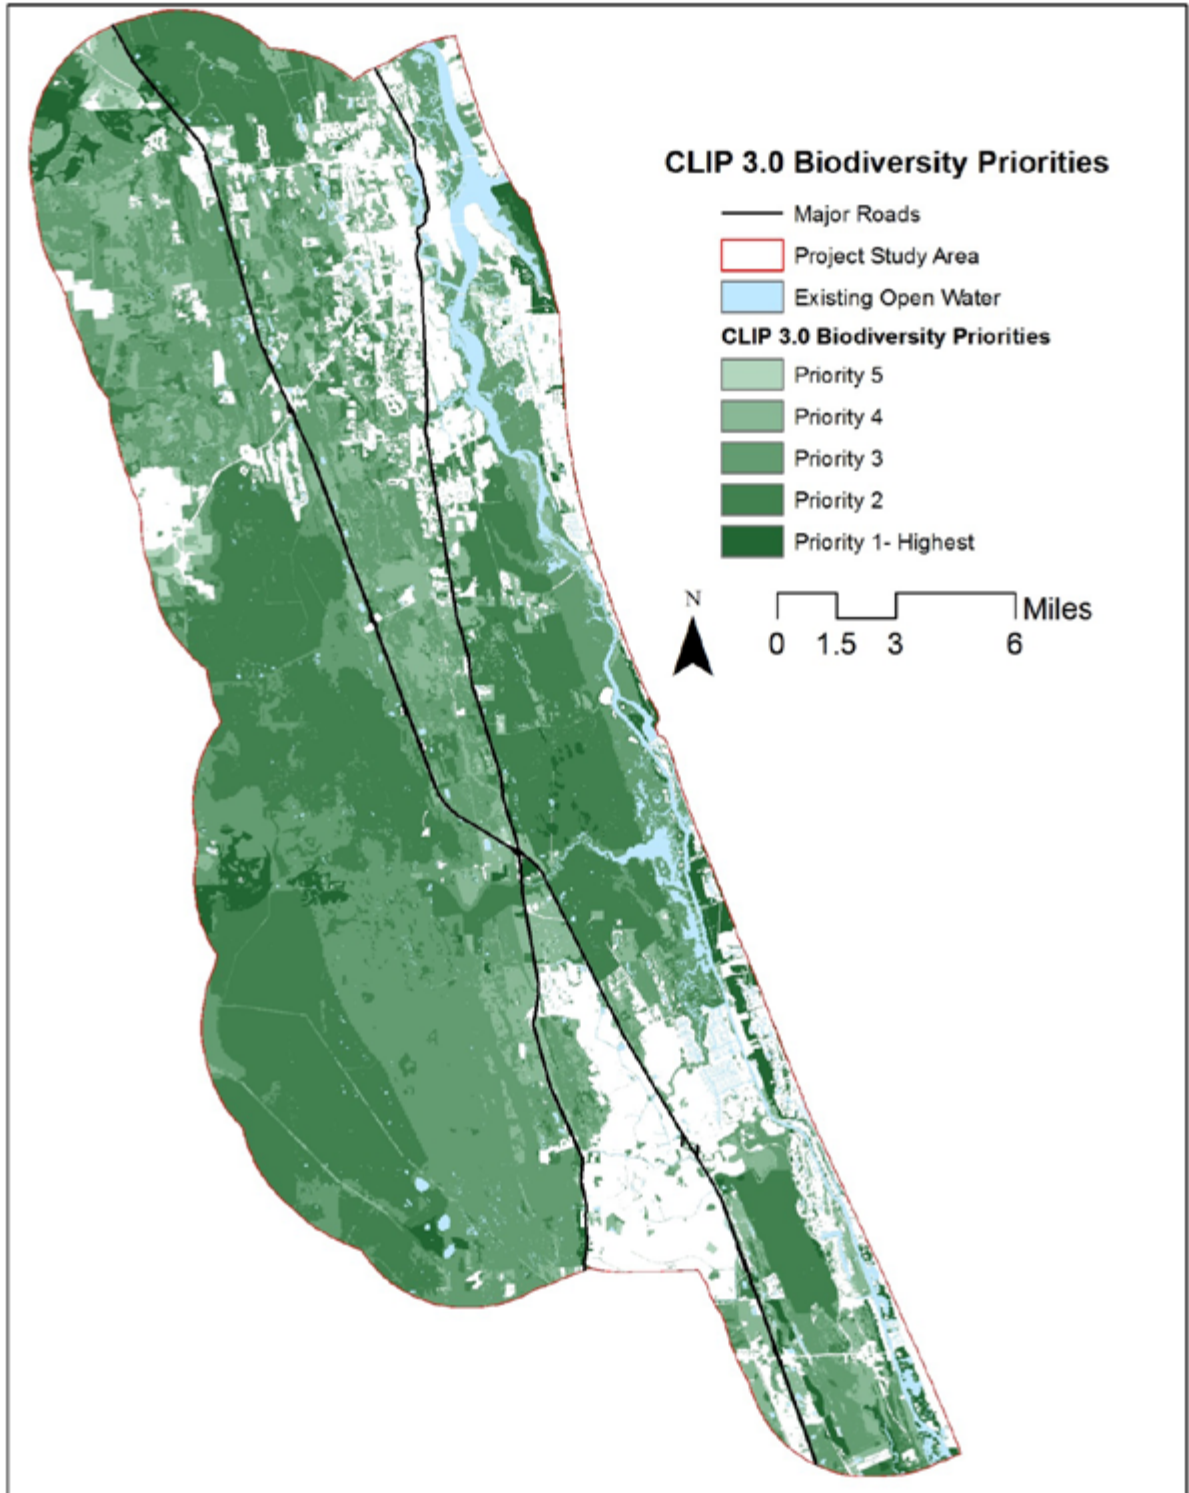 CLIP 3.0 Biodiversity Priorities
Major Roads
Project Study Area
Existing Open Water
CLIP 3.0 Biodiversity Priorities
Priority 5
Priority 4
Priority 3
Priority 2
Priority 1- Highest
N
Miles
0 1.5 3 6